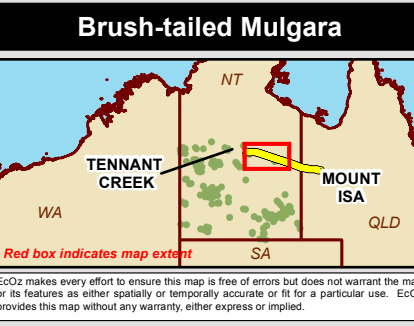 Brush-tailed Mulgara
NT
TENNANT
CREEK
MOUNT
ISA
WA
QLD
Red box indicates map extent
SA
EcOz makes every effort to ensure this map is free of errors but does not warrant the
or its features as either spatially or temporally accurate or fit for a particular use.
provides this map without any warranty, either express or implied.